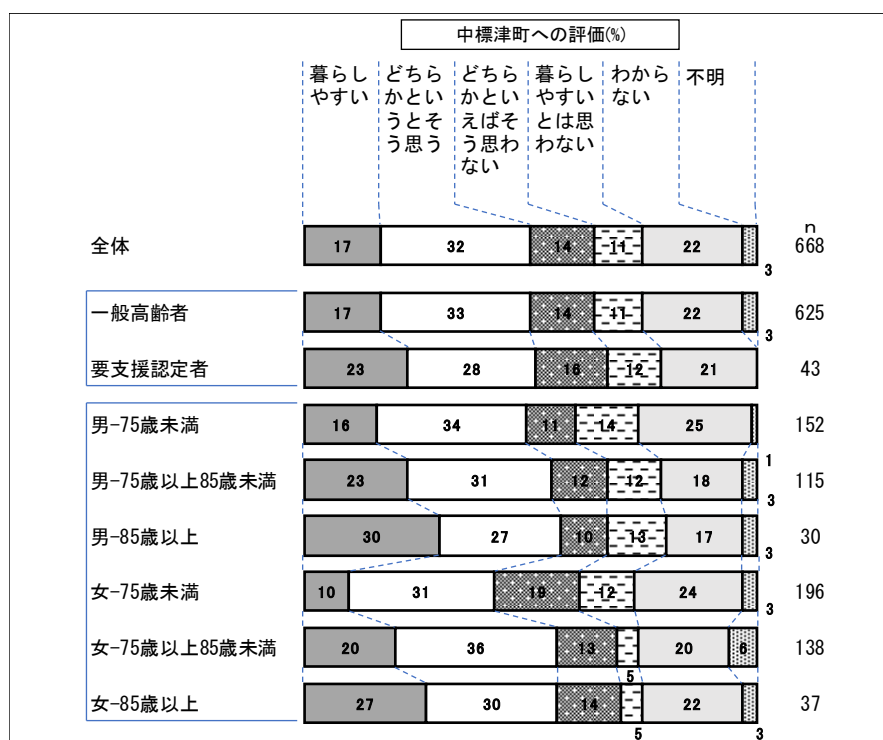 中標津町への評価(%)
暮らし
やすい
どちら
かとい
うとそ
う思う
どちら
かとい
えばそ
う思わ
ない
暮らし
やすい
とは思
わない
わから
ない
不明
n
全体 17 32 14 11 22 3 668
一般高齢者 17 33 14 11 22 3 625
要支援認定者 23 28 16 12 21 43
男-75歳未満 16 34 11 14 25 1 152
男-75歳以上85歳未満 23 31 12 12 18 3 115
男-85歳以上 30 27 10 13 17 3 30
女-75歳未満 10 31 19 12 24 3 196
女-75歳以上85歳未満 20 36 13 5 20 6 138
女-85歳以上 27 30 14 5 22 3 37